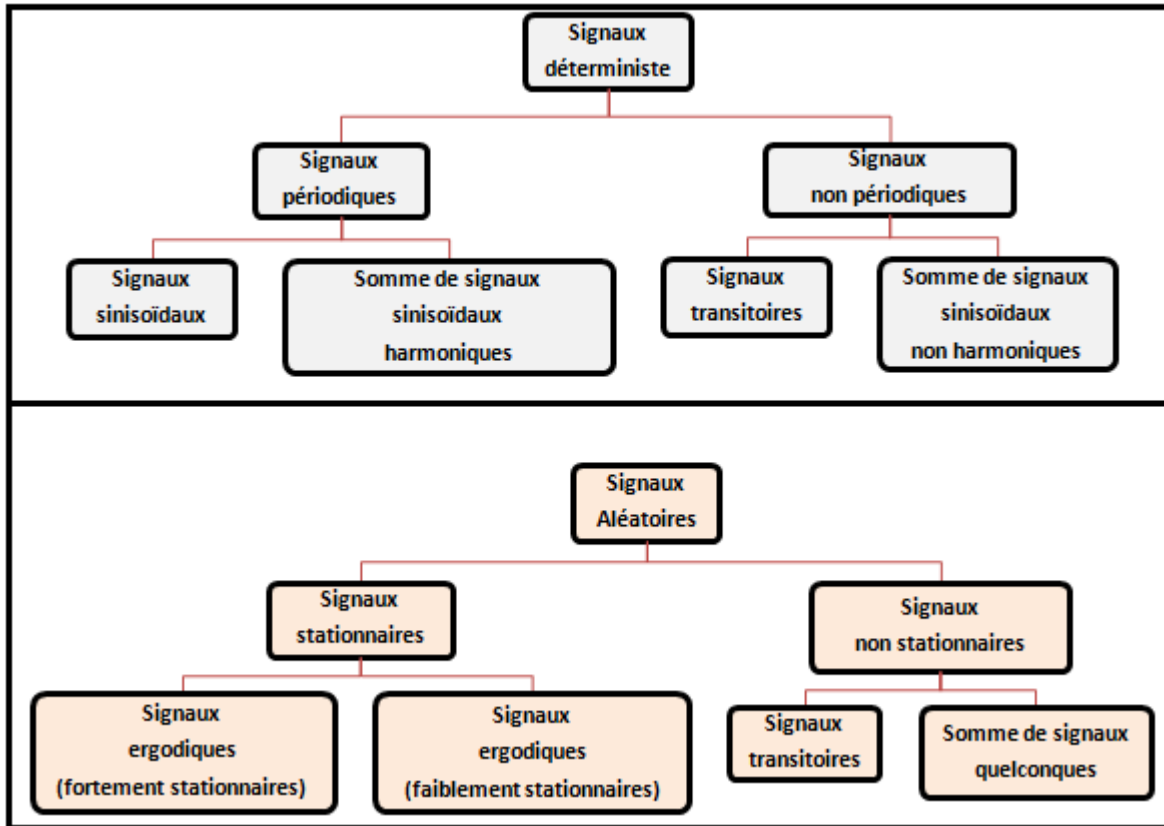 Signaux
déterministe
Signaux
périodiques
Signaux
non périodiques
Signaux
sinisoïdaux
Somme de signaux
sinisoïdaux
harmoniques
Signaux
transitoires
Somme de signaux
sinisoïdaux
non harmoniques
Signaux
Aléatoires
Signaux
stationnaires
Signaux
non stationnaires
Signaux
ergodiques
(fortement stationnaires)
Signaux
ergodiques
(faiblement stationnaires)
Signaux
transitoires
Somme de signaux
quelconques